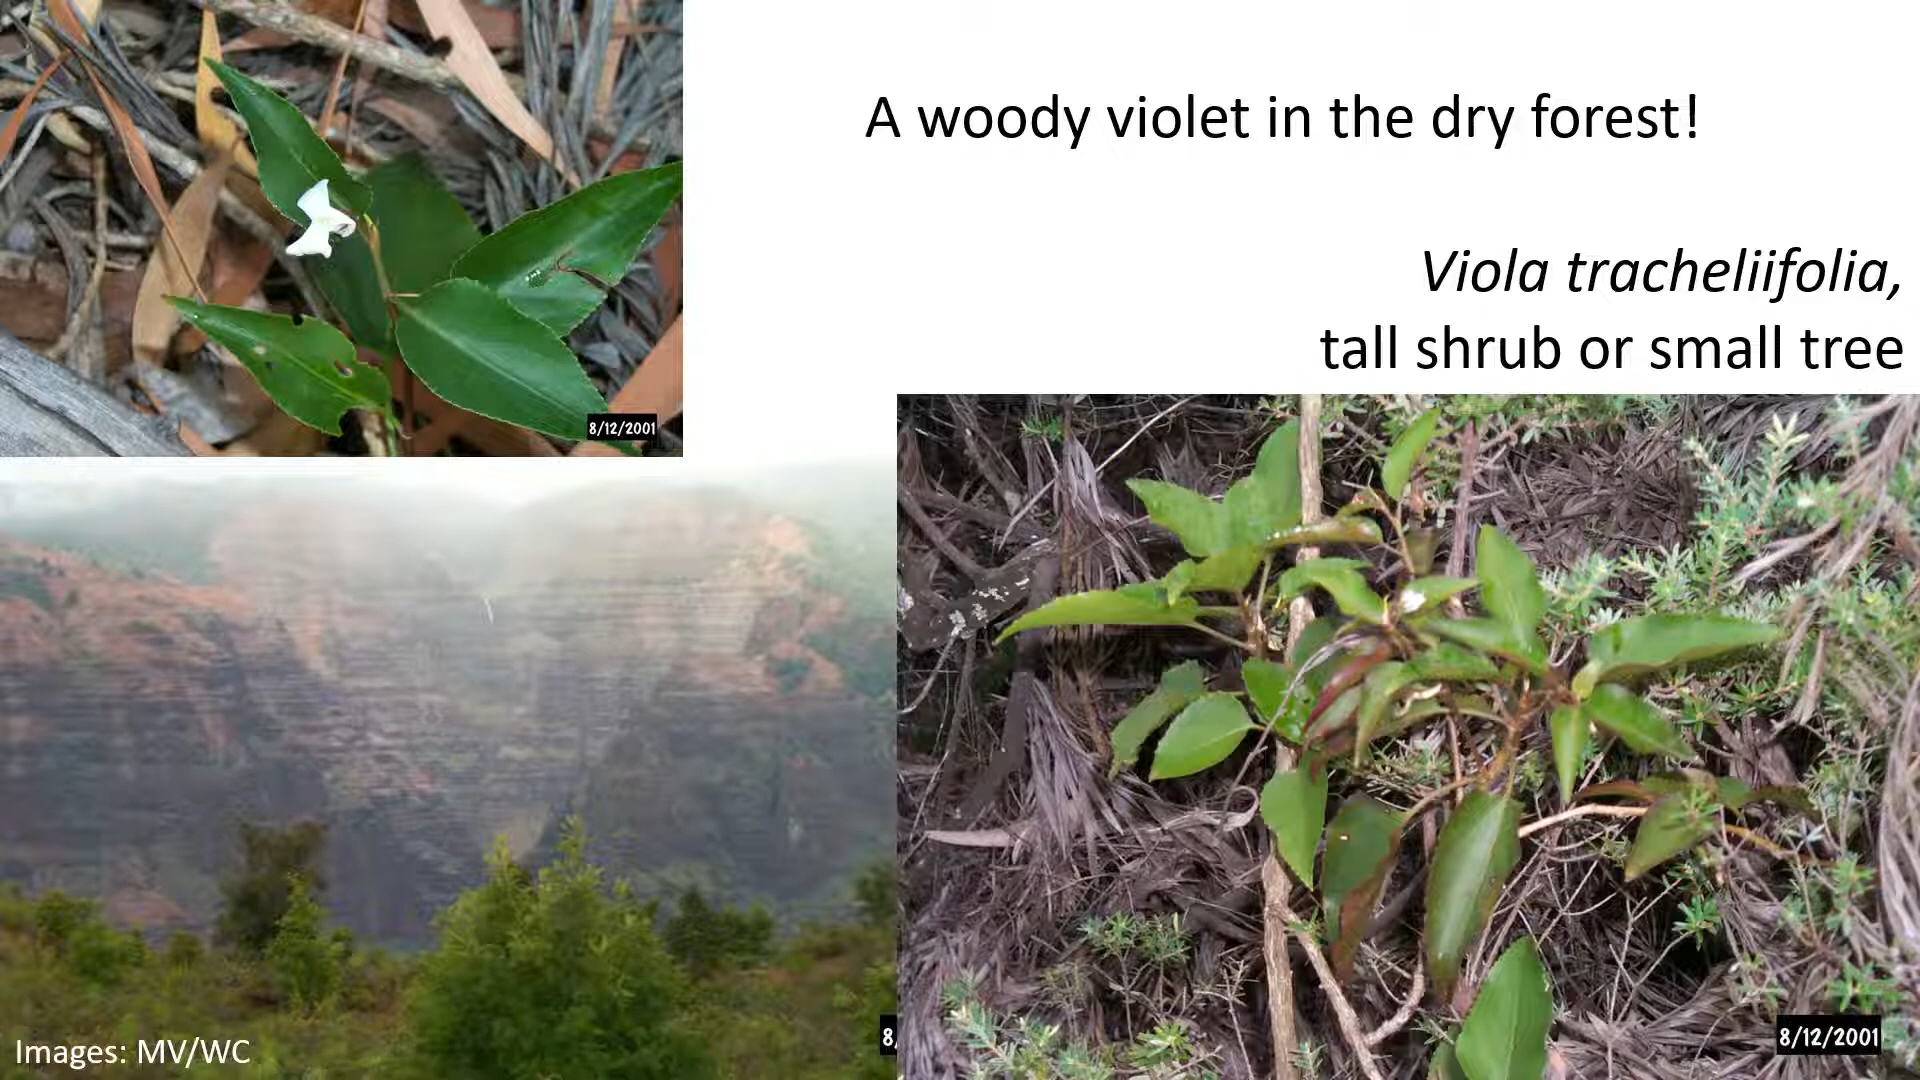 A woody violet in the dry forest!
Viola tracheliifolia,
tall shrub or small tree
8/12/2001
8/
8/12/2001
Images: MV/WC